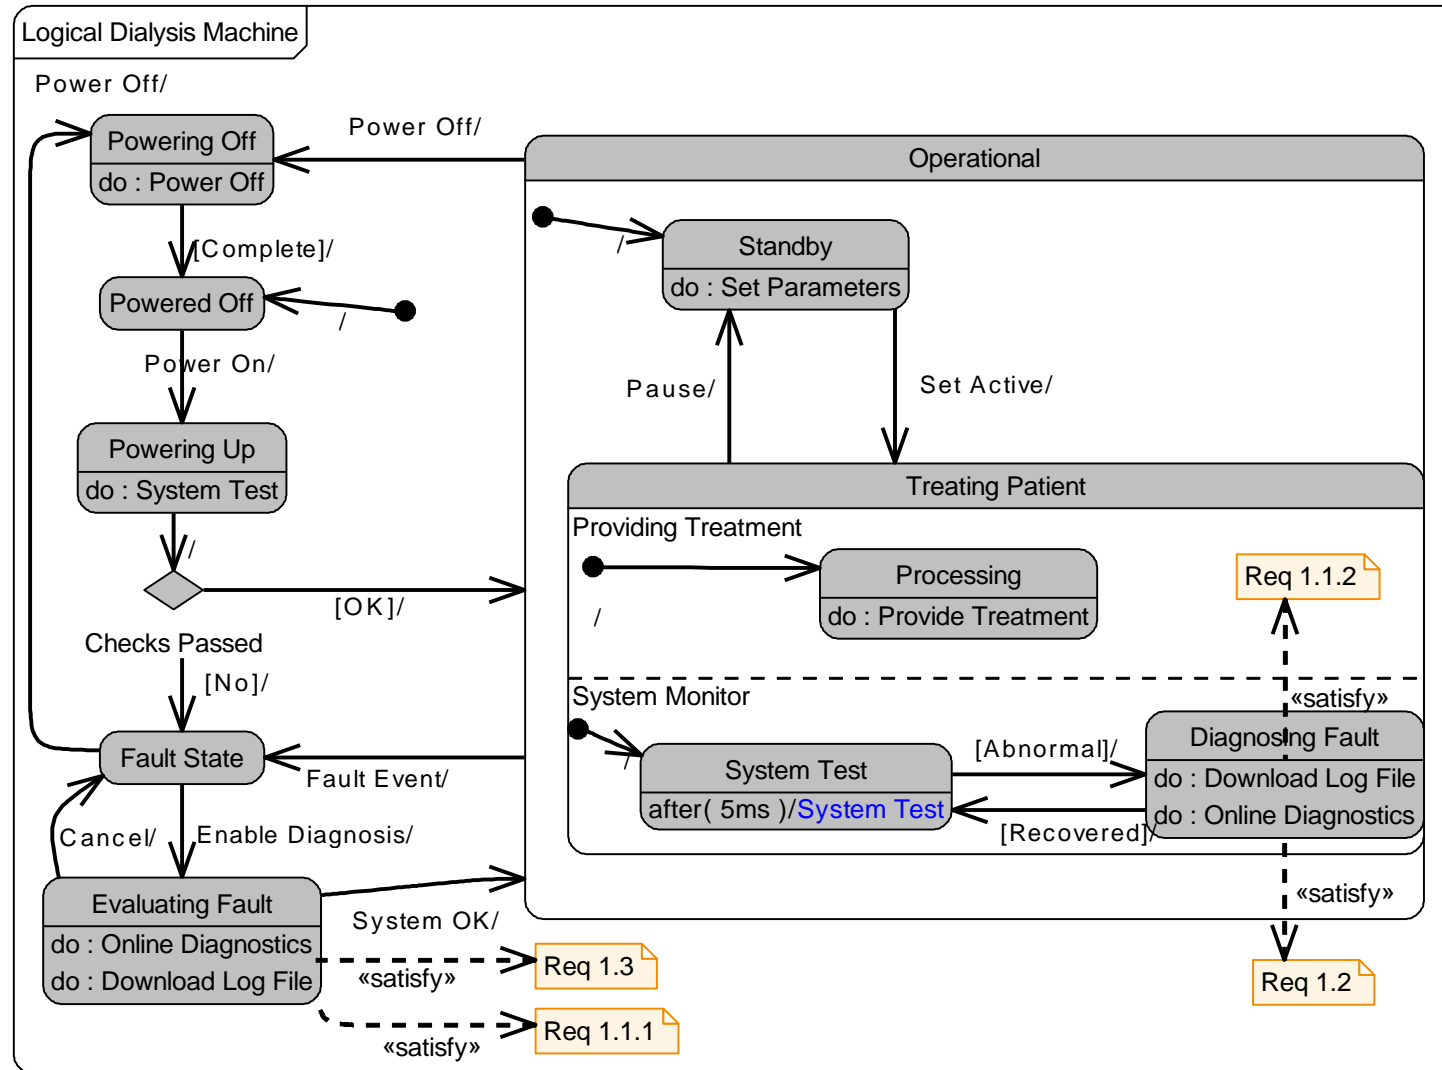 Logical Dialysis Machine
Power Off/
Powering Off
do : Power Off
Power Off/
Operational
[Complete]/
Powered Off
/
/
Standby
do : Set Parameters
Power On/
Pause/
Set Active/
Powering Up
do : System Test
/
[OK]/
Checks Passed
[No]/
Treating Patient
Providing Treatment
/
Processing
do : Provide Treatment
Req 1.1.2
«satisfy»
System Monitor
/
System Test
after( 5ms )/System Test
[Abnormal]/
[Recovered]/
Diagnosing Fault
do : Download Log File
do : Online Diagnostics
Fault State
Fault Event/
Cancel/
Enable Diagnosis/
Evaluating Fault
do : Online Diagnostics
do : Download Log File
System OK/
«satisfy»
Req 1.3
«satisfy»
Req 1.1.1
«satisfy»
Req 1.2